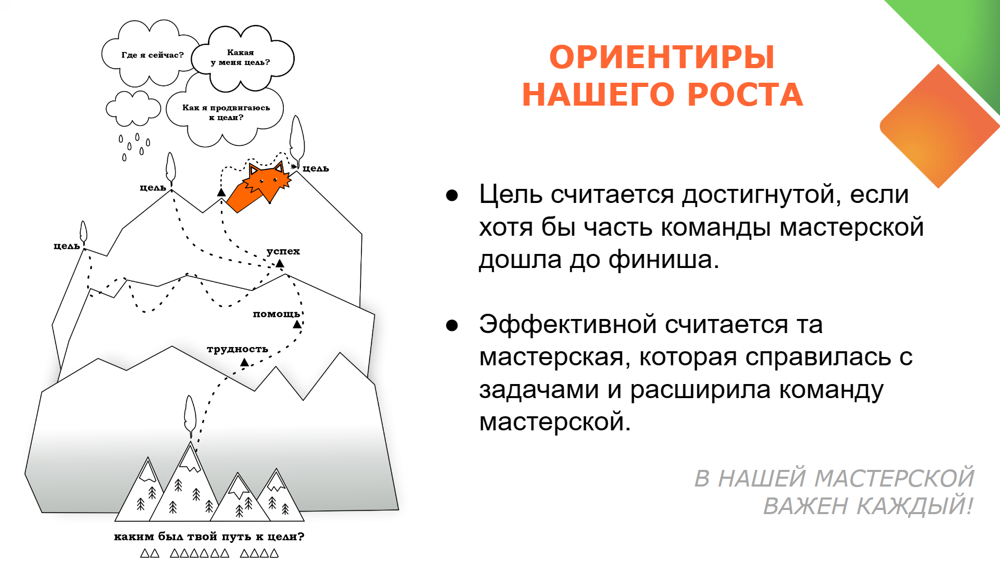 Где я сейчас?
Какая
у меня цель?
Как я продвигаюсь
к цели?
цель
цель
цель
успех
помощь
трудность
каким был твой путь к цели?
ОРИЕНТИРЫ
НАШЕГО РОСТА
● Цель считается достигнутой, если
хотя бы часть команды мастерской
дошла до финиша.
● Эффективной считается та
мастерская, которая справилась с
задачами и расширила команду
мастерской.
В НАШЕЙ МАСТЕРСКОЙ
ВАЖЕН КАЖДЫЙ!